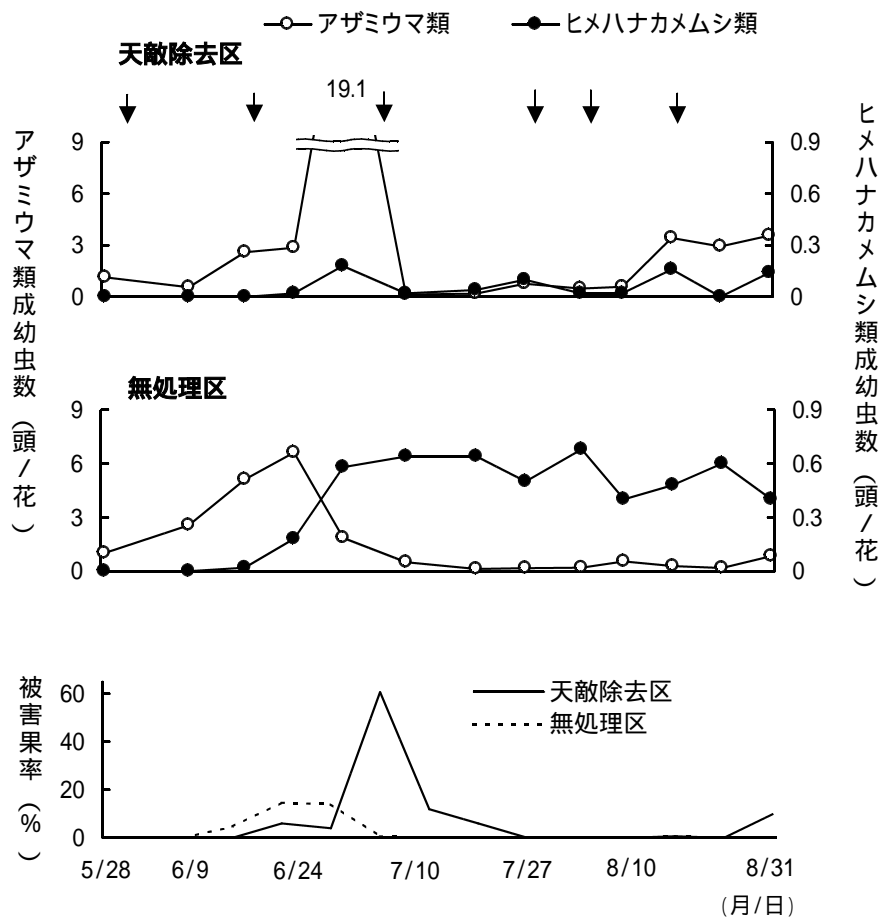 アザミウマ類 ヒメハナカメムシ類
天敵除去区
19.1
アザミウマ類成幼虫数（頭/花）
ヒメハナカメムシ類成幼虫数（頭/花）
9
6
3
0
0.9
0.6
0.3
0
無処理区
9
6
3
0
0.9
0.6
0.3
0
被害果率（%）
60
40
20
0
天敵除去区
無処理区
5/28 6/9 6/24 7/10 7/27 8/10 8/31
(月/日)